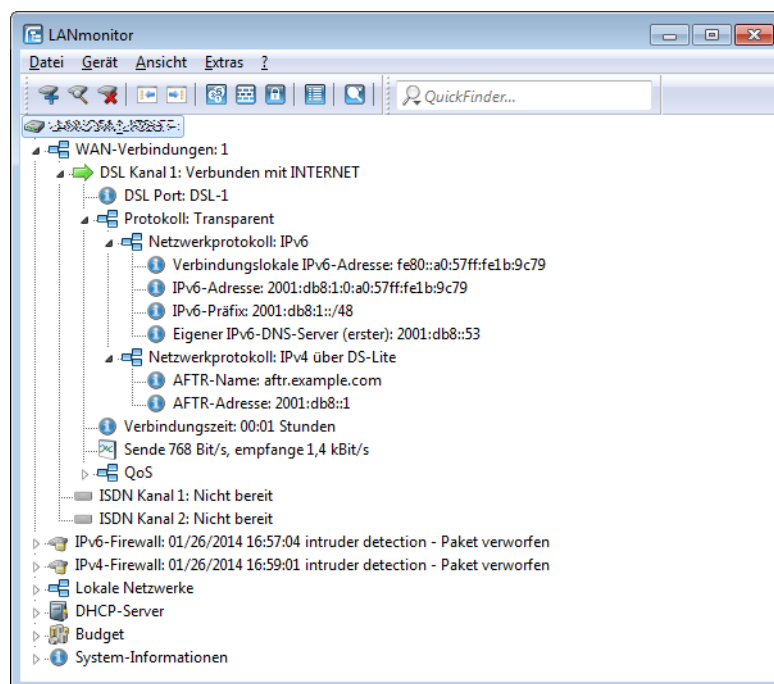 LANmonitor
Datei Gerät Ansicht Extras ?
QuickFinder...
WAN-Verbindungen: 1
DSL Kanal 1: Verbunden mit INTERNET
DSL Port: DSL-1
Protokoll: Transparent
Netzwerkprotokoll: IPv6
Verbindungslokale IPv6-Adresse: fe80::a0:57ff:fe1b:9c79
IPv6-Adresse: 2001:db8:1:0:a0:57ff:fe1b:9c79
IPv6-Präfix: 2001:db8:1::/48
Eigener IPv6-DNS-Server (erster): 2001:db8::53
Netzwerkprotokoll: IPv4 über DS-Lite
AFTR-Name: aftr.example.com
AFTR-Adresse: 2001:db8::1
Verbindungszeit: 00:01 Stunden
Sende 768 Bit/s, empfange 1,4 kBit/s
QoS
ISDN Kanal 1: Nicht bereit
ISDN Kanal 2: Nicht bereit
IPv6-Firewall: 01/26/2014 16:57:04 intruder detection - Paket verworfen
IPv4-Firewall: 01/26/2014 16:59:01 intruder detection - Paket verworfen
Lokale Netzwerke
DHCP-Server
Budget
System-Informationen